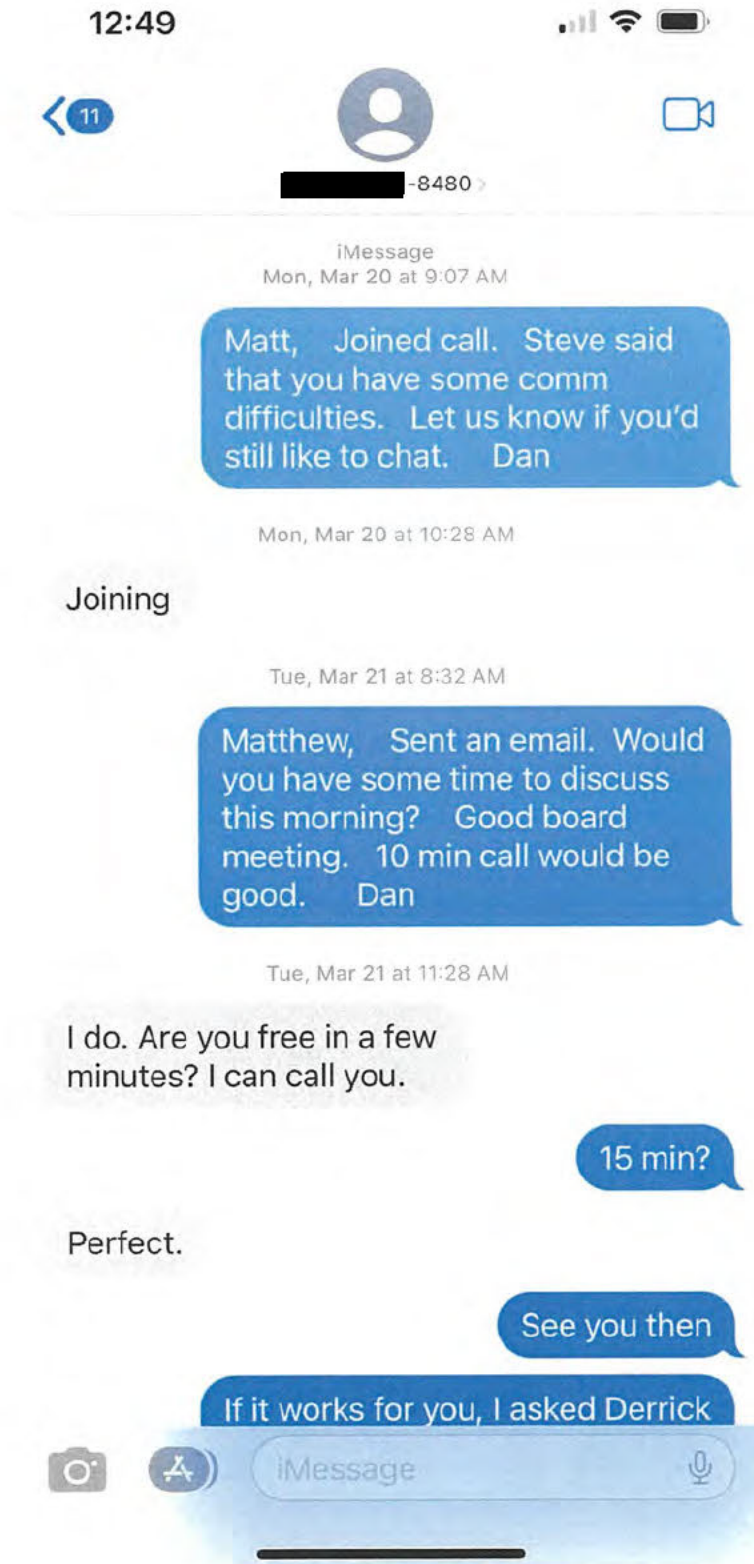 12:49
11
-8480
iMessage
Mon, Mar 20 at 9:07 AM
Matt, Joined call. Steve said
that you have some comm
difficulties. Let us know if you'd
still like to chat. Dan
Mon, Mar 20 at 10:28 AM
Joining
Tue, Mar 21 at 8:32 AM
Matthew, Sent an email. Would
you have some time to discuss
this morning? Good board
meeting. 10 min call would be
good. Dan
Tue, Mar 21 at 11:28 AM
I do. Are you free in a few
minutes? I can call you.
15 min?
Perfect.
See you then
If it works for you, I asked Derrick
iMessage